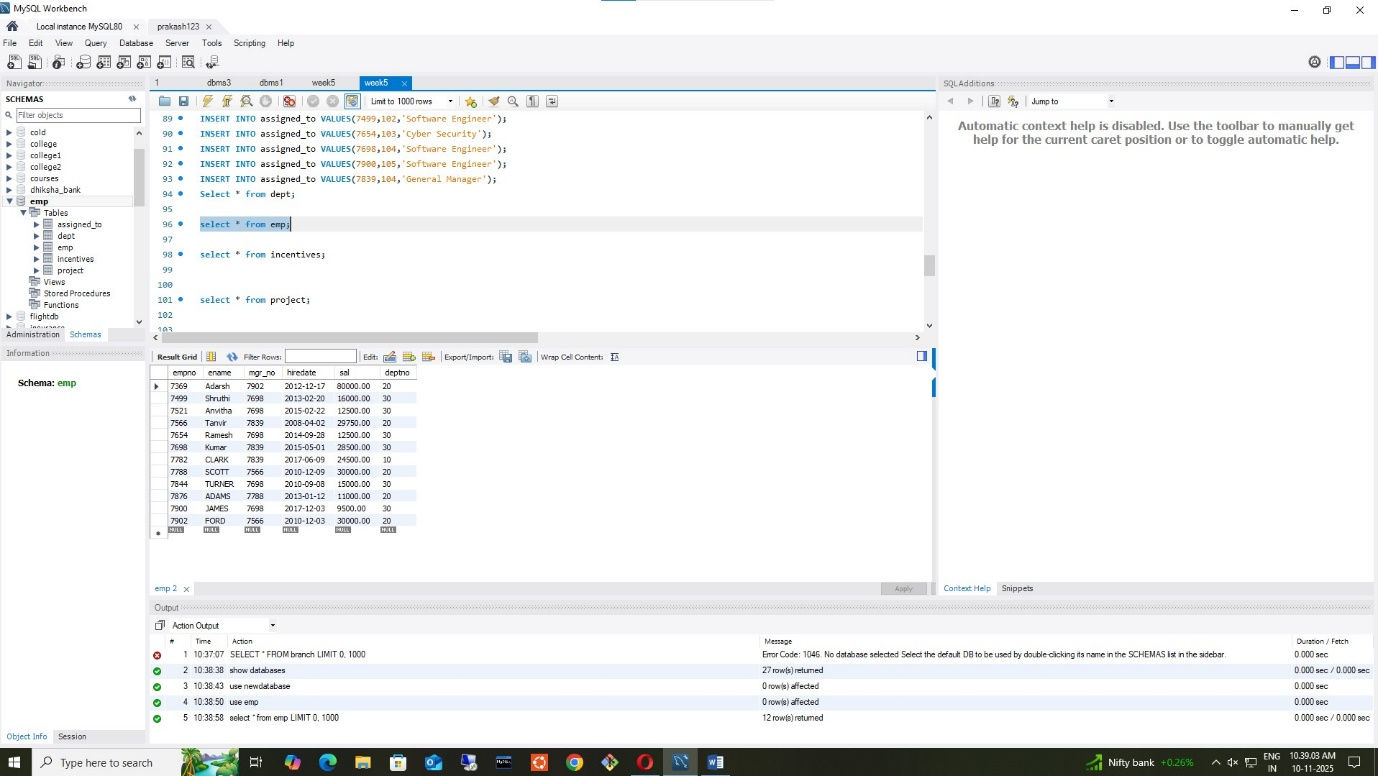 MySQL Workbench
Local instance MySQL80 × prakash123 ×
File Edit View Query Database Server Tools Scripting Help
Navigator
SCHEMAS
Filter objects
cold
college
college1
college2
courses
dhiksha_bank
emp
Tables
assigned_to
dept
emp
incentives
project
Views
Stored Procedures
Functions
flightdb
insurance
Administration Schemas
Information
Schema: emp
Object Info Session
1 dbms3 dbms1 week5 week5 ×
Limit to 1000 rows
89 INSERT INTO assigned_to VALUES(7499,102,'Software Engineer');
90 INSERT INTO assigned_to VALUES(7654,103,'Cyber Security');
91 INSERT INTO assigned_to VALUES(7698,104,'Software Engineer');
92 INSERT INTO assigned_to VALUES(7900,105,'Software Engineer');
93 INSERT INTO assigned_to VALUES(7839,104,'General Manager');
94 Select * from dept;
95
96 select * from emp;
97
98 select * from incentives;
99
100
101 select * from project;
102
103
Result Grid Filter Rows: Edit: Export/Import: Wrap Cell Content:
empno ename mgr_no hiredate sal deptno
7369 Adarsh 7902 2012-12-17 80000.00 20
7499 Shruthi 7698 2013-02-20 16000.00 30
7521 Anvitha 7698 2015-02-22 12500.00 30
7566 Tanvir 7839 2008-04-02 29750.00 20
7654 Ramesh 7698 2014-09-28 12500.00 30
7698 Kumar 7839 2015-05-01 28500.00 30
7782 CLARK 7839 2017-06-09 24500.00 10
7788 SCOTT 7566 2010-12-09 30000.00 20
7844 TURNER 7698 2010-09-08 15000.00 30
7876 ADAMS 7788 2013-01-12 11000.00 20
7900 JAMES 7698 2017-12-03 9500.00 30
7902 FORD 7566 2010-12-03 30000.00 20
NULL NULL NULL NULL NULL NULL
emp 2 × Apply
SQL Additions
Jump to
Automatic context help is disabled. Use the toolbar to manually get
help for the current caret position or to toggle automatic help.
Context Help Snippets
Output
Action Output
# Time Action Message Duration / Fetch
1 10:37:07 SELECT * FROM branch LIMIT 0, 1000 Error Code: 1046. No database selected Select the default DB to be used by double-clicking its name in the SCHEMAS list in the sidebar. 0.000 sec
2 10:38:38 show databases 27 row(s) returned 0.000 sec / 0.000 sec
3 10:38:43 use newdatabase 0 row(s) affected 0.000 sec
4 10:38:50 use emp 0 row(s) affected 0.000 sec
5 10:38:58 select * from emp LIMIT 0, 1000 12 row(s) returned 0.000 sec / 0.000 sec
Type here to search
Nifty bank +0.26%
ENG
IN
10.39.03 AM
10-11-2025